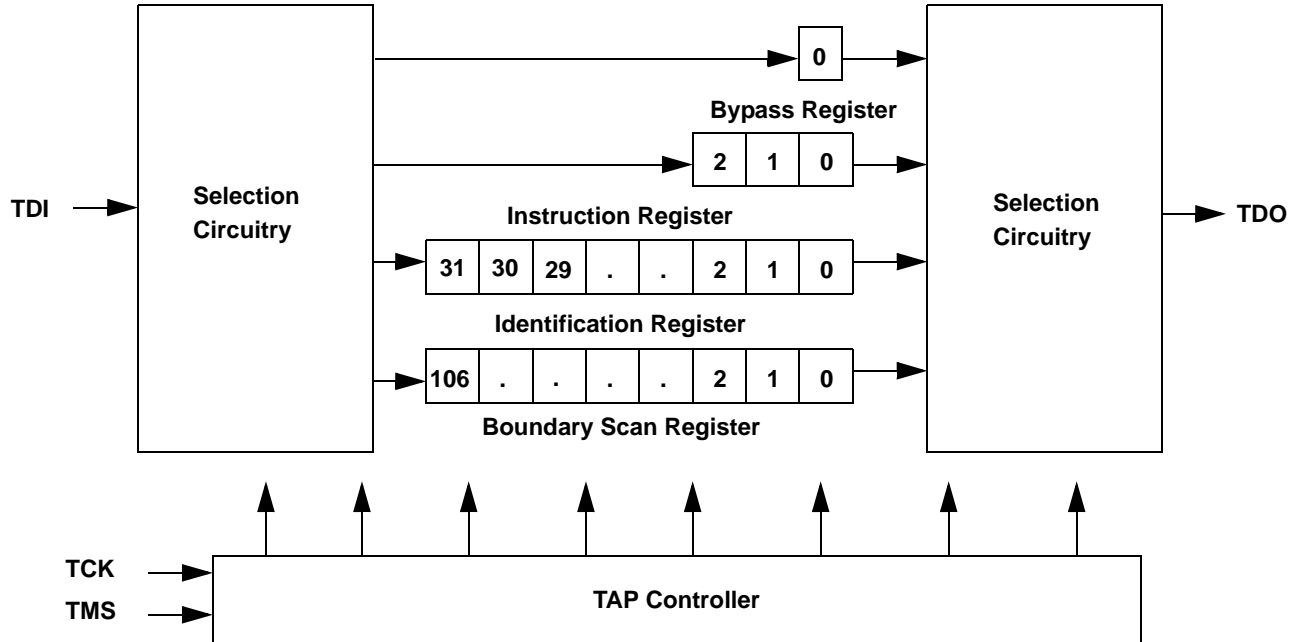 0
Bypass Register
2 1 0
Selection
Circuitry
Selection
Circuitry
TDI
TDO
Instruction Register
31 30 29 . . 2 1 0
Identification Register
106 . . . . 2 1 0
Boundary Scan Register
TCK
TMS
TAP Controller